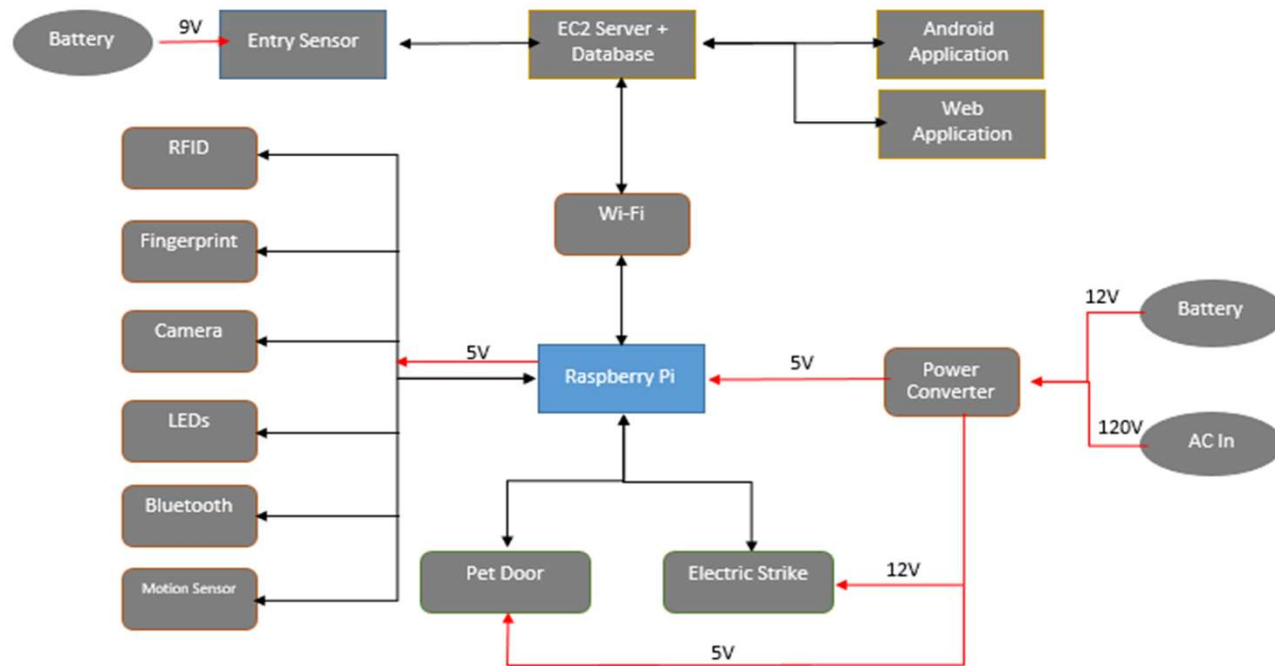 Battery
9V
Entry Sensor
EC2 Server +
Database
Android
Application
Web
Application
RFID
Wi-Fi
Fingerprint
Camera
5V
Raspberry Pi
5V
Power
Converter
12V
Battery
120V
AC In
LEDs
Bluetooth
Motion Sensor
Pet Door
Electric Strike
12V
5V